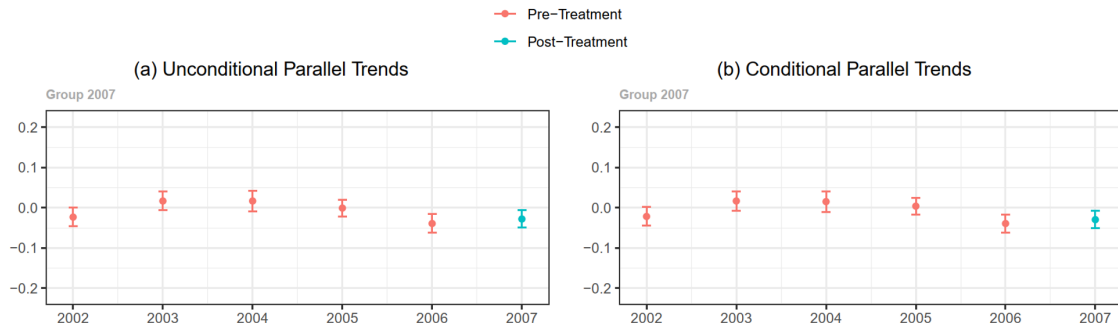 Pre−Treatment
Post−Treatment
(a) Unconditional Parallel Trends
Group 2007
0.2
0.1
0.0
−0.1
−0.2
2002 2003 2004 2005 2006 2007
(b) Conditional Parallel Trends
Group 2007
0.2
0.1
0.0
−0.1
−0.2
2002 2003 2004 2005 2006 2007